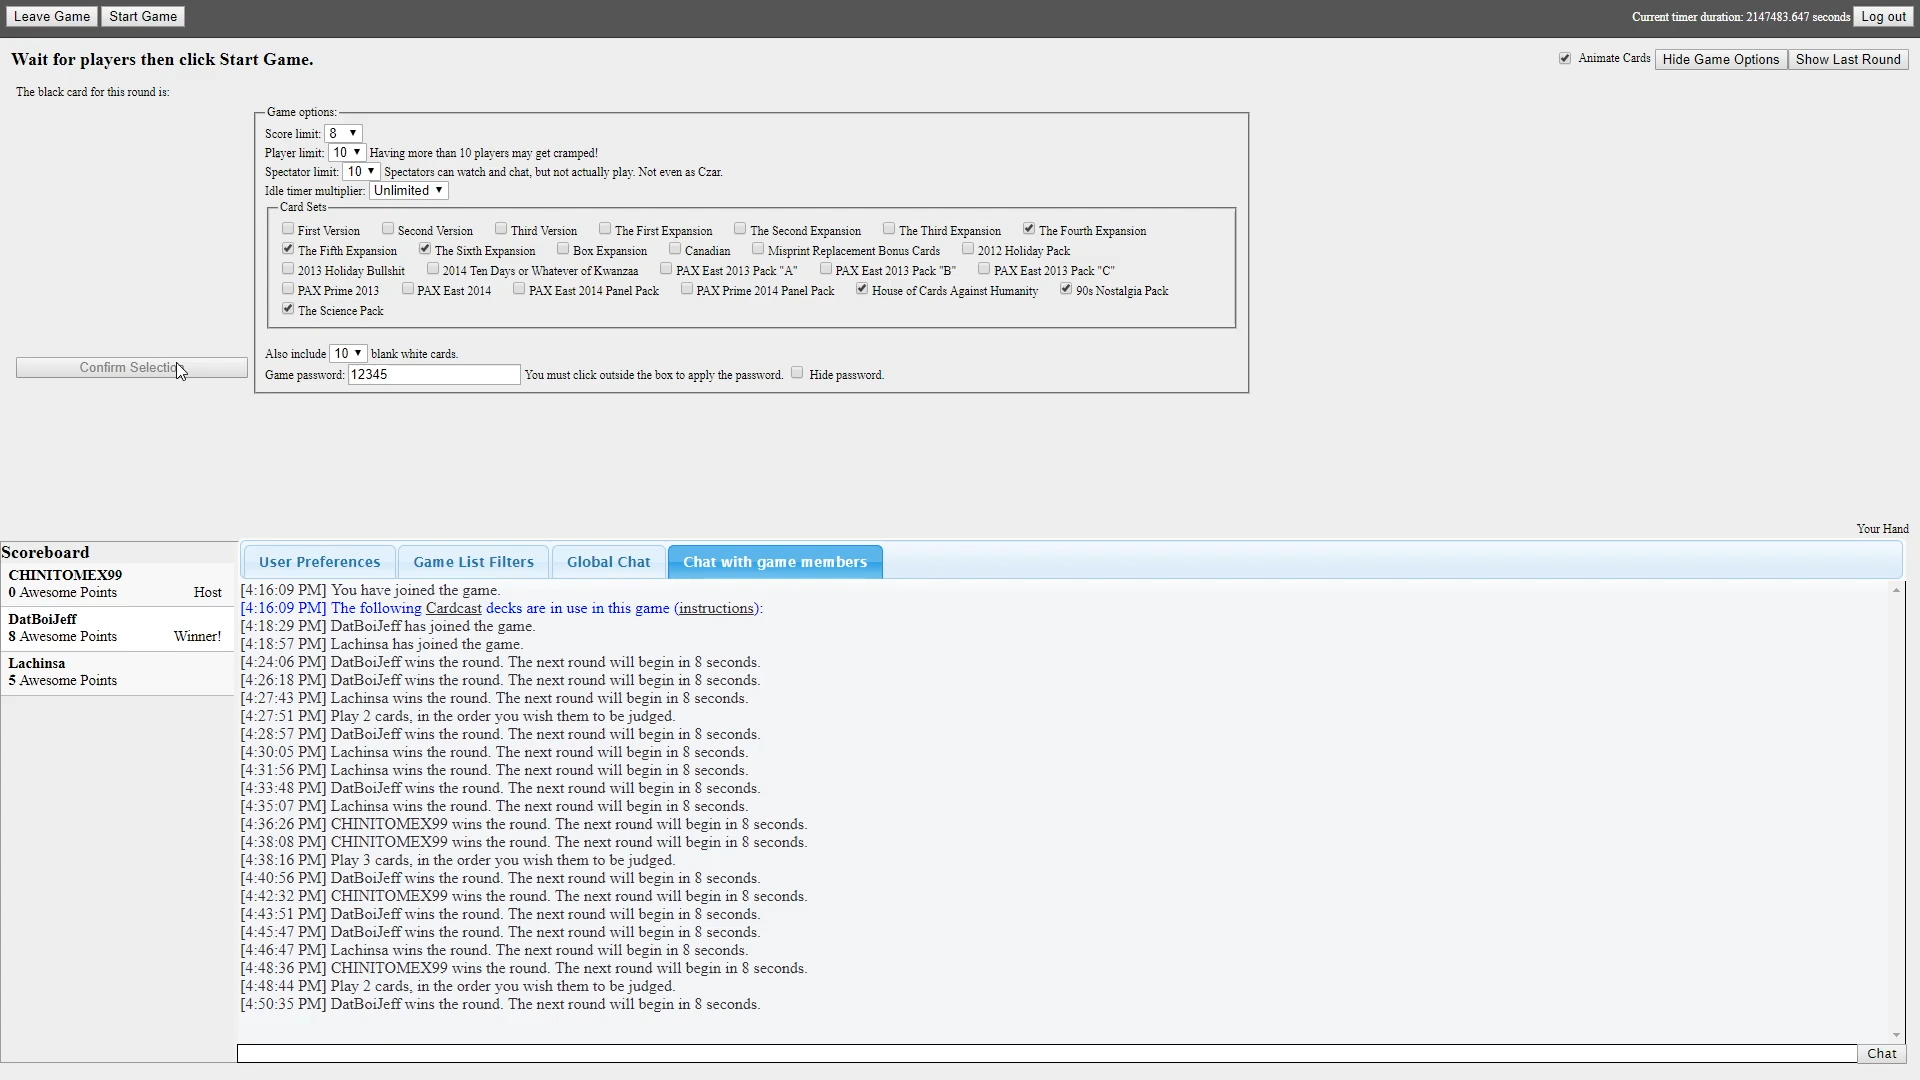 Leave Game Start Game Current timer duration: 2147483.647 seconds Log out
Wait for players then click Start Game. Animate Cards Hide Game Options Show Last Round
The black card for this round is:
Game options:
Score limit: 8
Player limit: 10 Having more than 10 players may get cramped!
Spectator limit: 10 Spectators can watch and chat, but not actually play. Not even as Czar.
Idle timer multiplier: Unlimited
Card Sets
First Version Second Version Third Version The First Expansion The Second Expansion The Third Expansion The Fourth Expansion
The Fifth Expansion The Sixth Expansion Box Expansion Canadian Misprint Replacement Bonus Cards 2012 Holiday Pack
2013 Holiday Bullshit 2014 Ten Days or Whatever of Kwanzaa PAX East 2013 Pack "A" PAX East 2013 Pack "B" PAX East 2013 Pack "C"
PAX Prime 2013 PAX East 2014 PAX East 2014 Panel Pack PAX Prime 2014 Panel Pack House of Cards Against Humanity 90s Nostalgia Pack
The Science Pack
Also include 10 blank white cards.
Confirm Selection
Game password: 12345 You must click outside the box to apply the password. Hide password.
Your Hand
Scoreboard
CHINITOMEX99
0 Awesome Points Host
DatBoiJeff
8 Awesome Points Winner!
Lachinsa
5 Awesome Points
User Preferences Game List Filters Global Chat Chat with game members
[4:16:09 PM] You have joined the game.
[4:16:09 PM] The following Cardcast decks are in use in this game (instructions):
[4:18:29 PM] DatBoiJeff has joined the game.
[4:18:57 PM] Lachinsa has joined the game.
[4:24:06 PM] DatBoiJeff wins the round. The next round will begin in 8 seconds.
[4:26:18 PM] DatBoiJeff wins the round. The next round will begin in 8 seconds.
[4:27:43 PM] Lachinsa wins the round. The next round will begin in 8 seconds.
[4:27:51 PM] Play 2 cards, in the order you wish them to be judged.
[4:28:57 PM] DatBoiJeff wins the round. The next round will begin in 8 seconds.
[4:30:05 PM] Lachinsa wins the round. The next round will begin in 8 seconds.
[4:31:56 PM] Lachinsa wins the round. The next round will begin in 8 seconds.
[4:33:48 PM] DatBoiJeff wins the round. The next round will begin in 8 seconds.
[4:35:07 PM] Lachinsa wins the round. The next round will begin in 8 seconds.
[4:36:26 PM] CHINITOMEX99 wins the round. The next round will begin in 8 seconds.
[4:38:08 PM] CHINITOMEX99 wins the round. The next round will begin in 8 seconds.
[4:38:16 PM] Play 3 cards, in the order you wish them to be judged.
[4:40:56 PM] DatBoiJeff wins the round. The next round will begin in 8 seconds.
[4:42:32 PM] CHINITOMEX99 wins the round. The next round will begin in 8 seconds.
[4:43:51 PM] DatBoiJeff wins the round. The next round will begin in 8 seconds.
[4:45:47 PM] DatBoiJeff wins the round. The next round will begin in 8 seconds.
[4:46:47 PM] Lachinsa wins the round. The next round will begin in 8 seconds.
[4:48:36 PM] CHINITOMEX99 wins the round. The next round will begin in 8 seconds.
[4:48:44 PM] Play 2 cards, in the order you wish them to be judged.
[4:50:35 PM] DatBoiJeff wins the round. The next round will begin in 8 seconds.
Chat